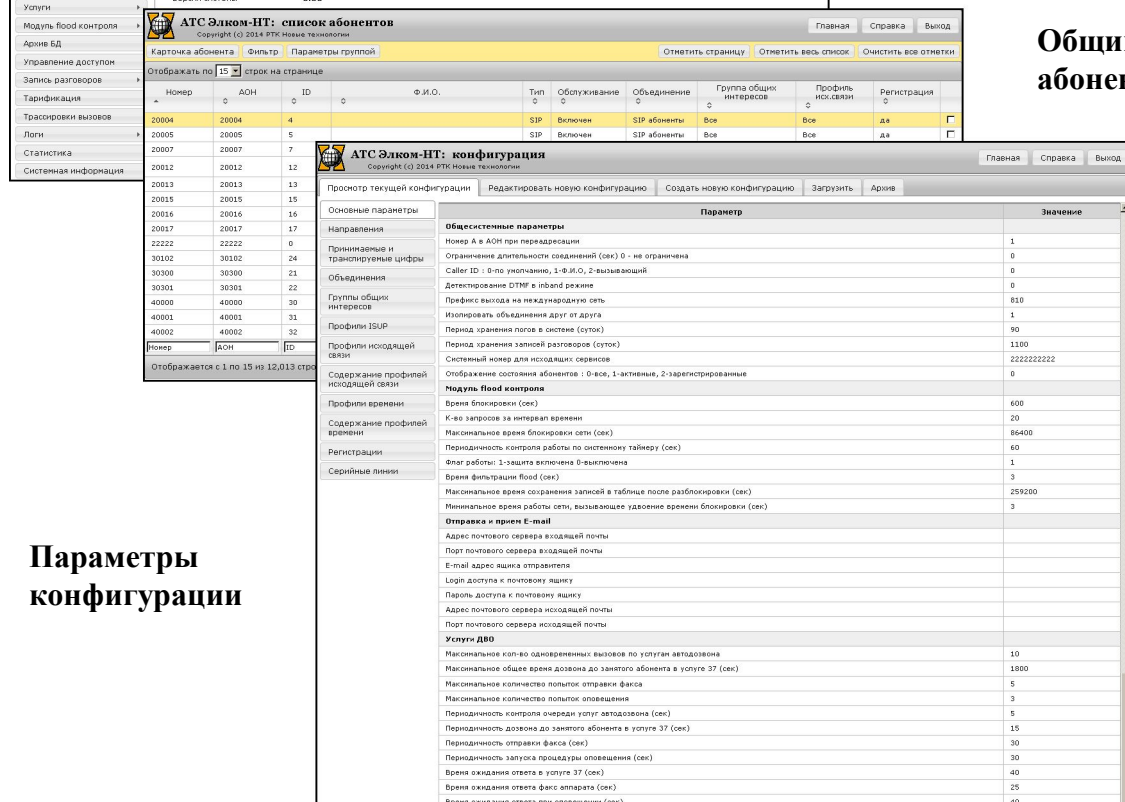 Услуги
Модуль flood контроля
Архив БД
Управление доступом
Запись разговоров
Тарификация
Трассировки вызовов
Логи
Статистика
Системная информация
АТС Элком-НТ: список абонентов
Copyright (c) 2014 РТК Новые технологии
Главная Справка Выход
Карточка абонента Фильтр Параметры группой Отметить страницу Отметить весь список Очистить все отметки
Отображать по 15 строк на странице
Номер АОН ID Ф.И.О. Тип Обслуживание Объединение Группа общих интересов Профиль исх.связи Регистрация
20004 20004 4 SIP Включен SIP абоненты Все Все да
20005 20005 5 SIP Включен SIP абоненты Все Все да
20007 20007 7
20012 20012 12
20013 20013 13
20015 20015 15
20016 20016 16
20017 20017 17
22222 22222 0
30102 30102 24
30300 30300 21
30301 30301 22
40000 40000 30
40001 40001 31
40002 40002 32
Номер АОН ID
Отображается с 1 по 15 из 12,013
АТС Элком-НТ: конфигурация
Copyright (c) 2014 РТК Новые технологии
Главная Справка Выход
Просмотр текущей конфигурации Редактировать новую конфигурацию Создать новую конфигурацию Загрузить Архив
Основные параметры
Направления
Принимаемые и
транслируемые цифры
Объединения
Группы общих
интересов
Профили ISUP
Профили исходящей
связи
Содержание профилей
исходящей связи
Профили времени
Содержание профилей
времени
Регистрации
Серийные линии
Параметр Значение
Общесистемные параметры
Номер А в АОН при переадресации 1
Ограничение длительности соединений (сек) 0 - не ограничена 0
Caller ID : 0-по умолчанию, 1-Ф.И.О, 2-вызывающий 0
Детектирование DTMF в inband режиме 0
Префикс выхода на международную сеть 810
Изолировать объединения друг от друга 1
Период хранения логов в системе (суток) 90
Период хранения записей разговоров (суток) 1100
Системный номер для исходящих сервисов 2222222222
Отображение состояния абонентов : 0-все, 1-активные, 2-зарегистрированные 0
Модуль flood контроля
Время блокировки (сек) 600
К-во запросов за интервал времени 20
Максимальное время блокировки сети (сек) 86400
Периодичность контроля работы по системному таймеру (сек) 60
Флаг работы: 1-защита включена 0-выключена 1
Время фильтрации flood (сек) 3
Максимальное время сохранения записей в таблице после разблокировки (сек) 259200
Минимальное время работы сети, вызывающее удвоение времени блокировки (сек) 3
Отправка и прием E-mail
Адрес почтового сервера входящей почты
Порт почтового сервера входящей почты
E-mail адрес ящика отправителя
Login доступа к почтовому ящику
Пароль доступа к почтовому ящику
Адрес почтового сервера исходящей почты
Порт почтового сервера исходящей почты
Услуги ДВО
Максимальное кол-во одновременных вызовов по услугам автодозвона 10
Максимальное общее время дозвона до занятого абонента в услуге 37 (сек) 1800
Максимальное количество попыток отправки факса 5
Максимальное количество попыток оповещения 3
Периодичность контроля очереди услуг автодозвона (сек) 5
Периодичность дозвона до занятого абонента в услуге 37 (сек) 15
Периодичность отправки факса (сек) 30
Периодичность запуска процедуры оповещения (сек) 30
Время ожидания ответа в услуге 37 (сек) 40
Время ожидания ответа факс аппарата (сек) 25
Время ожидания ответа при оповещении (сек) 40
Параметры
конфигурации